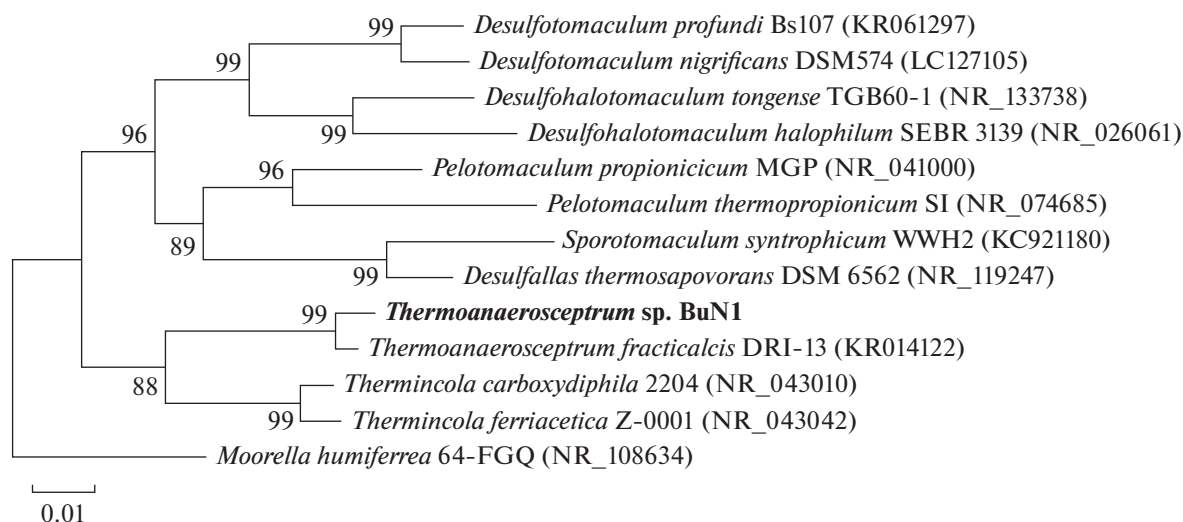 99
Desulfotomaculum profundi Bs107 (KR061297)
99
Desulfotomaculum nigrificans DSM574 (LC127105)
Desulfohalotomaculum tongense TGB60-1 (NR_133738)
99
Desulfohalotomaculum halophilum SEBR 3139 (NR_026061)
96
96
Pelotomaculum propionicicum MGP (NR_041000)
Pelotomaculum thermopropionicum SI (NR_074685)
89
Sporotomaculum syntrophicum WWH2 (KC921180)
99
Desulfallas thermosapovorans DSM 6562 (NR_119247)
99
Thermoanaerosceptrum sp. BuN1
Thermoanaerosceptrum fracticalcis DRI-13 (KR014122)
88
Thermincola carboxydiphila 2204 (NR_043010)
99
Thermincola ferriacetica Z-0001 (NR_043042)
Moorella humiferrea 64-FGQ (NR_108634)
0.01